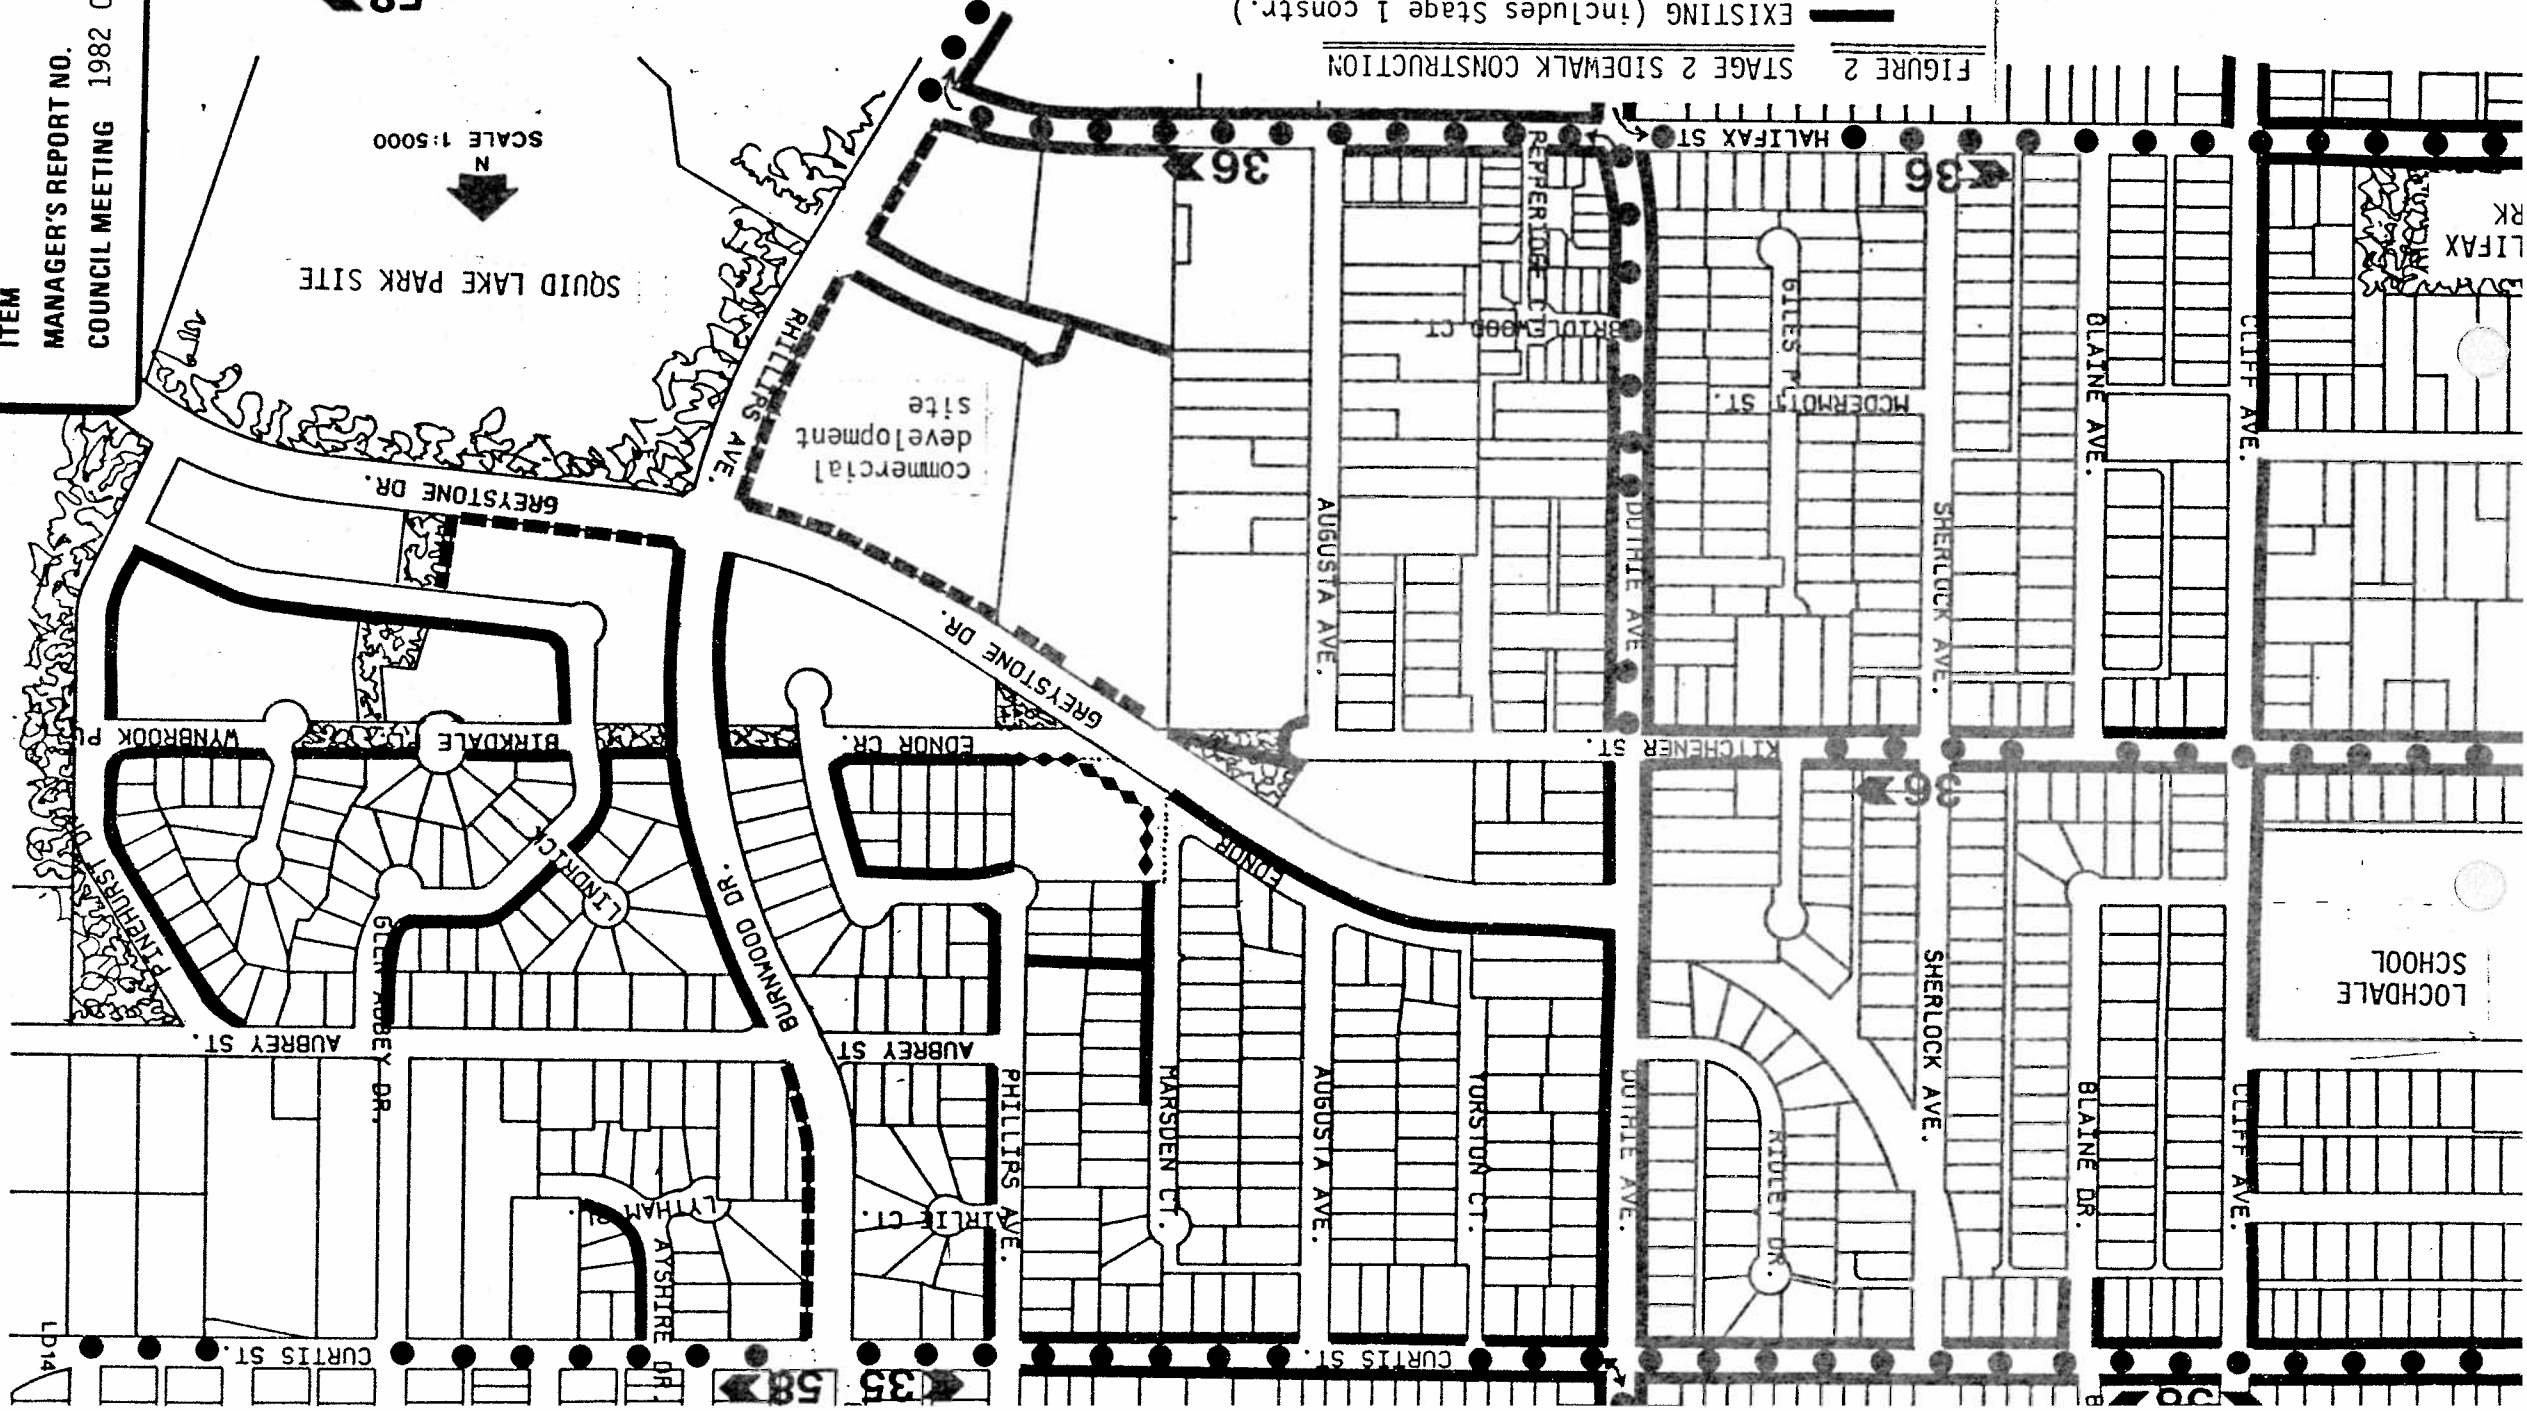 ITEM
MANAGER'S REPORT NO.
COUNCIL MEETING 1982
58
FIGURE 2 STAGE 2 SIDEWALK CONSTRUCTION
EXISTING (includes Stage 1 constr.)
N
SCALE 1:5000
SQUID LAKE PARK SITE
HALIFAX ST
36
36
PEPPERIDGE CT.
BRIDLEWOOD CT.
GILES PL.
MCDERMOTT ST.
BLAINE AVE.
CLIFF AVE.
PHILLIPS AVE.
commercial
development
site
GREYSTONE DR.
GREYSTONE DR.
AUGUSTA AVE.
DUTHIE AVE
SHERLOCK AVE.
WYNBROOK PL
BIRKDALE
EDNOR CR.
KITCHENER ST.
36
EDNOR
LINDRICK
PINEHURST
BURNWOOD DR.
GLEN ABBEY DR.
LOCHDALE
SCHOOL
SHERLOCK AVE.
AUBREY ST.
AUBREY ST
PHILLIPS AVE.
MARSDEN CT.
AUGUSTA AVE.
YORSTON CT.
DUTHIE AVE.
RIDLEY DR.
BLAINE DR.
CLIFF AVE.
LYTHAM PL.
AIRLIE CT.
AYSHIRE DR.
LD14
CURTIS ST.
CURTIS ST.
58
35